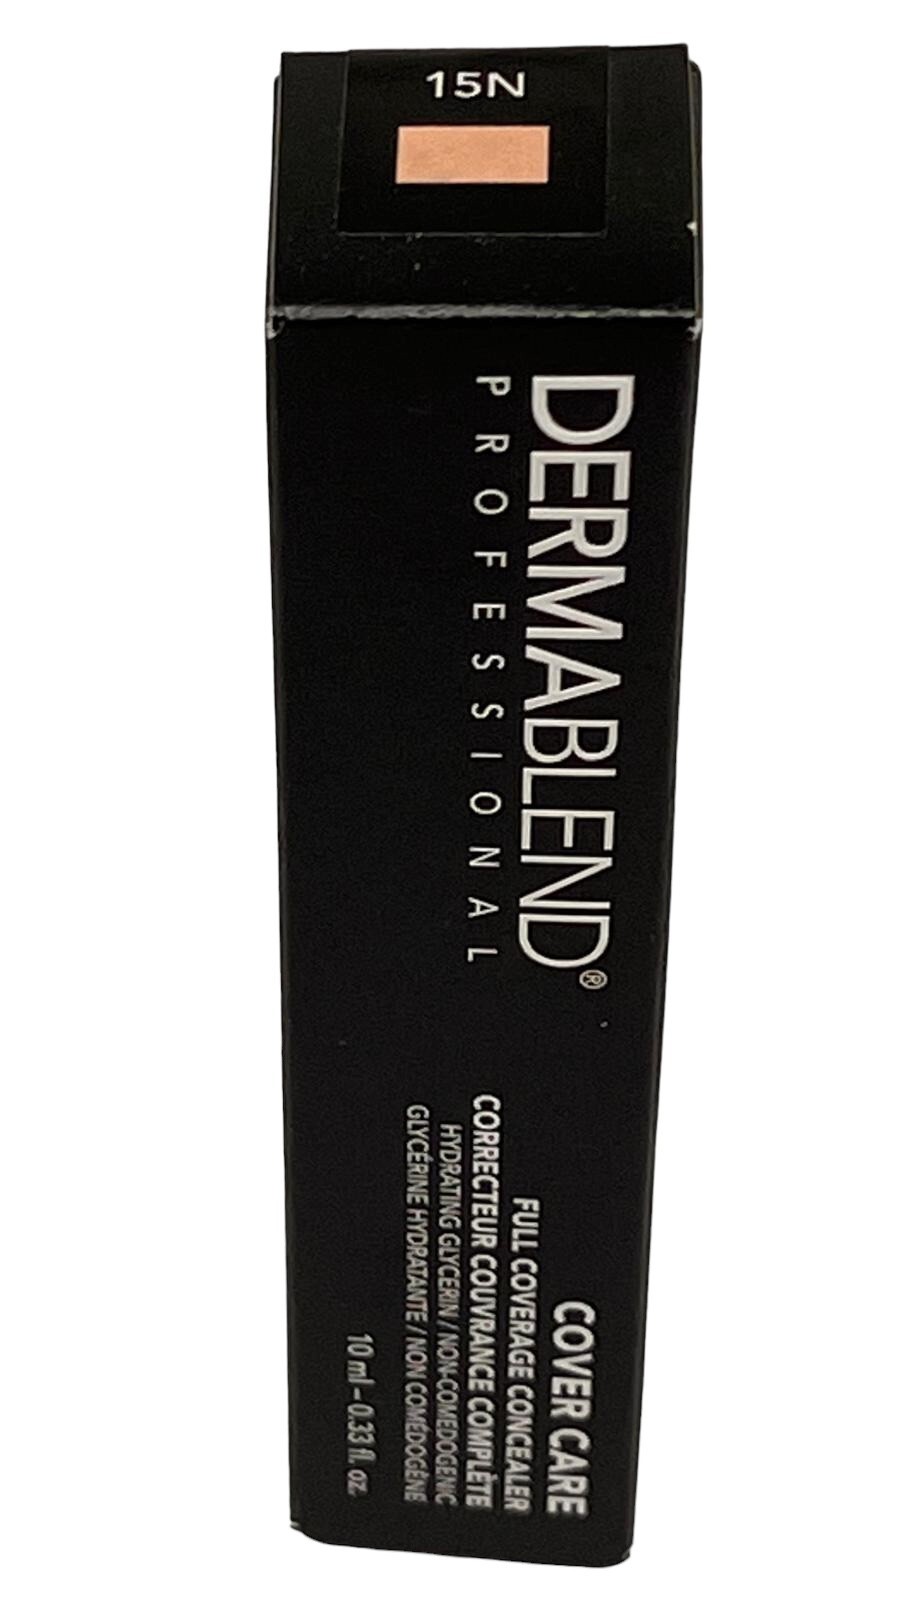 15N
DERMABLEND®
PROFESSIONAL
COVER CARE
FULL COVERAGE CONCEALER
CORRECTEUR COUVRANCE COMPLÈTE
HYDRATING GLYCERIN / NON-COMEDOGENIC
GLYCÉRINE HYDRATANTE / NON COMÉDOGÈNE
10 ml - 0.33 fl. oz.